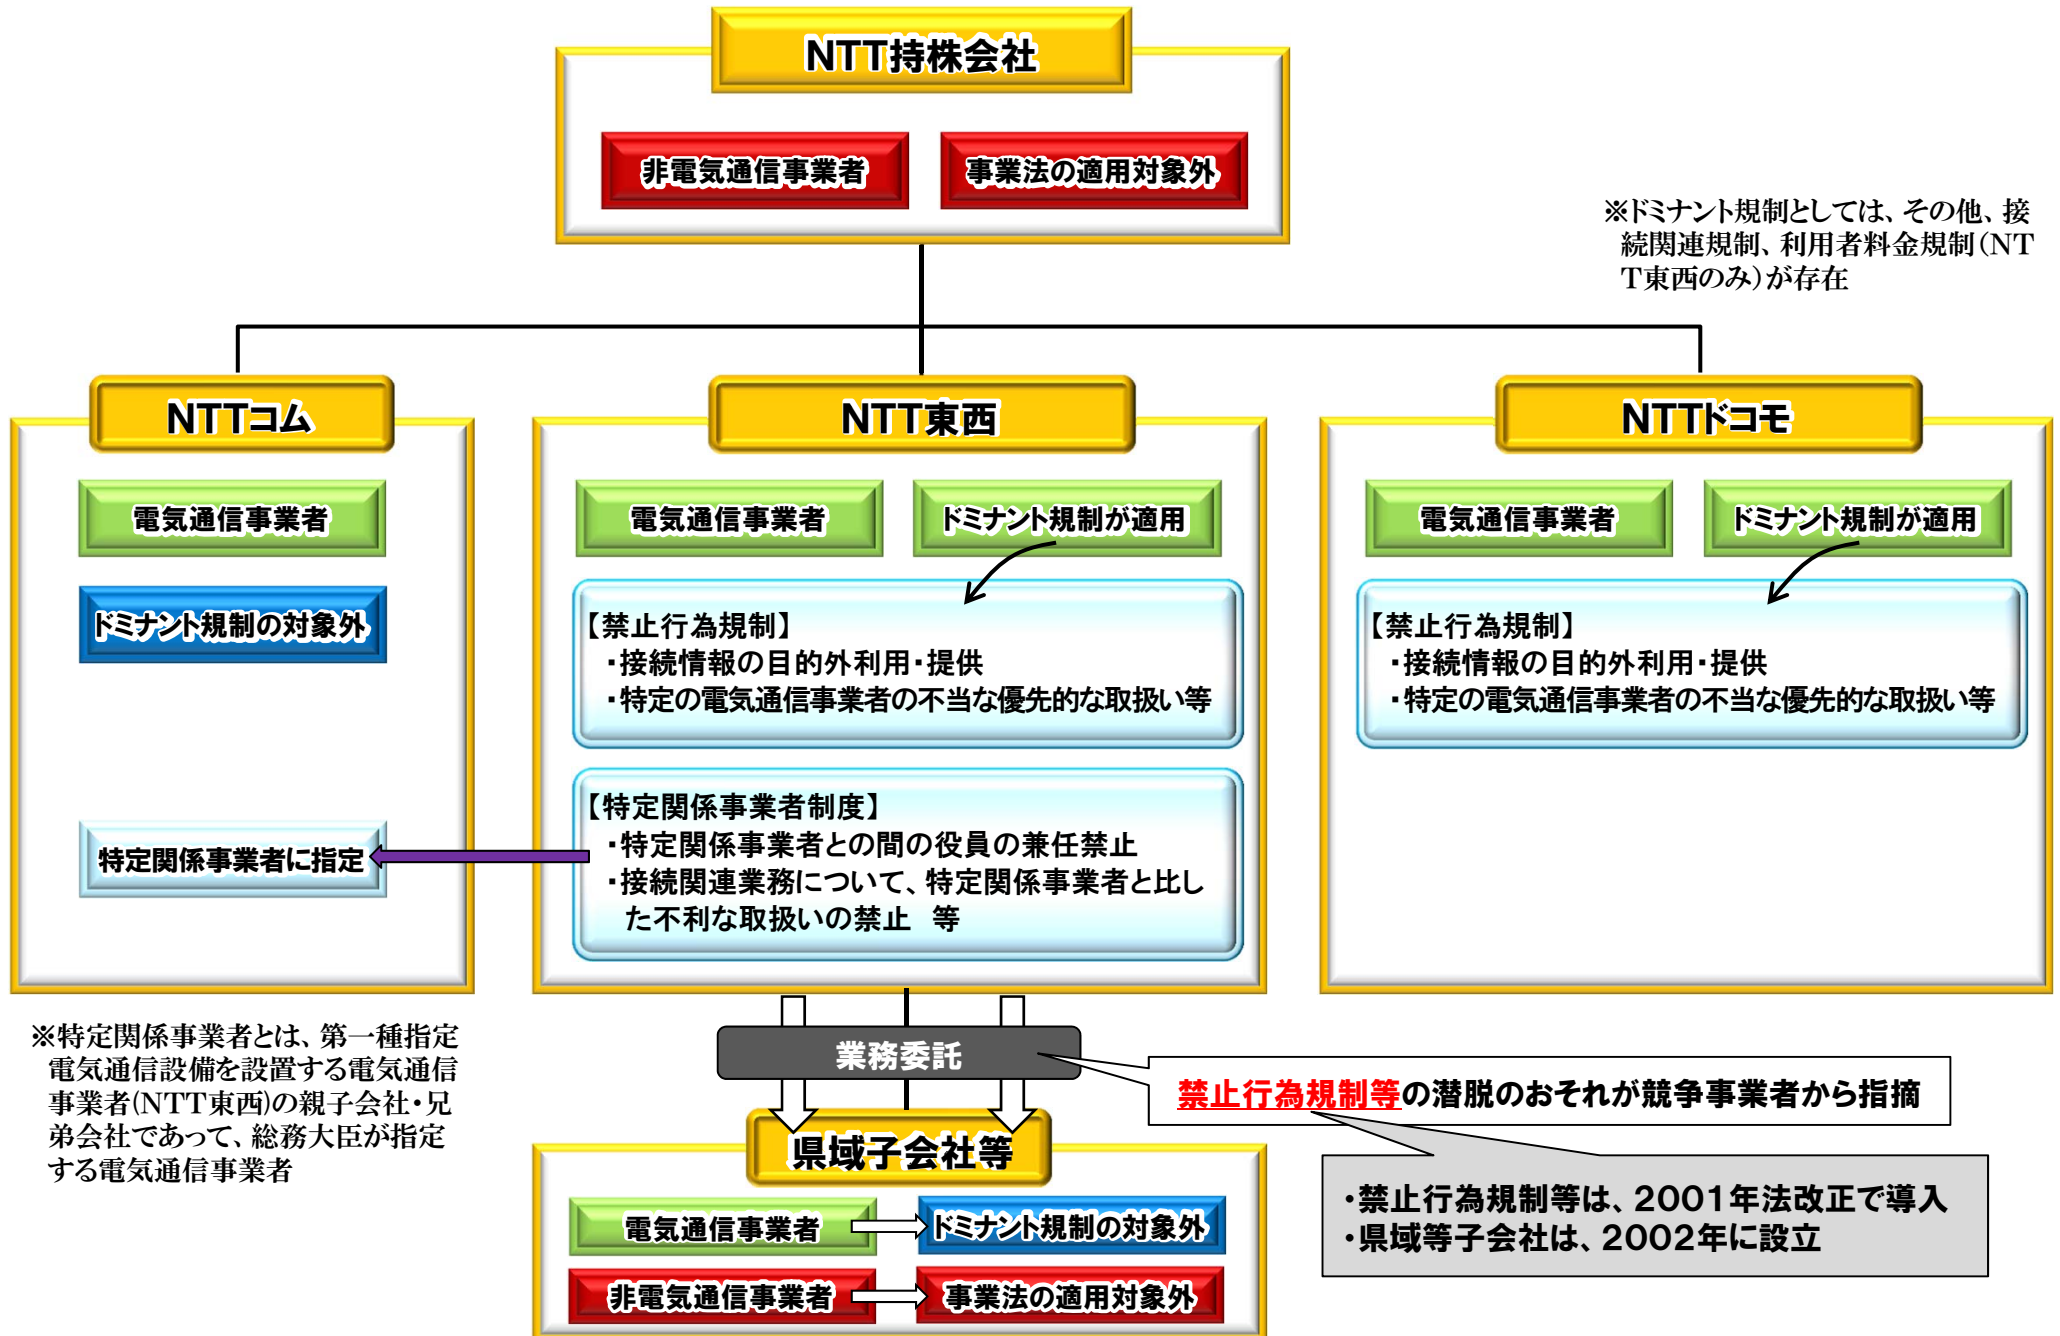 NTT持株会社
非電気通信事業者
事業法の適用対象外
※ドミナント規制としては、その他、接
続関連規制、利用者料金規制(NT
T東西のみ)が存在
NTTコム
電気通信事業者
ドミナント規制の対象外
特定関係事業者に指定
NTT東西
電気通信事業者
ドミナント規制が適用
【禁止行為規制】
・接続情報の目的外利用・提供
・特定の電気通信事業者の不当な優先的な取扱い等
【特定関係事業者制度】
・特定関係事業者との間の役員の兼任禁止
・接続関連業務について、特定関係事業者と比し
た不利な取扱いの禁止 等
NTTドコモ
電気通信事業者
ドミナント規制が適用
【禁止行為規制】
・接続情報の目的外利用・提供
・特定の電気通信事業者の不当な優先的な取扱い等
※特定関係事業者とは、第一種指定
電気通信設備を設置する電気通信
事業者(NTT東西)の親子会社・兄
弟会社であって、総務大臣が指定
する電気通信事業者
業務委託
禁止行為規制等の潜脱のおそれが競争事業者から指摘
・禁止行為規制等は、2001年法改正で導入
・県域等子会社は、2002年に設立
県域子会社等
電気通信事業者
ドミナント規制の対象外
非電気通信事業者
事業法の適用対象外